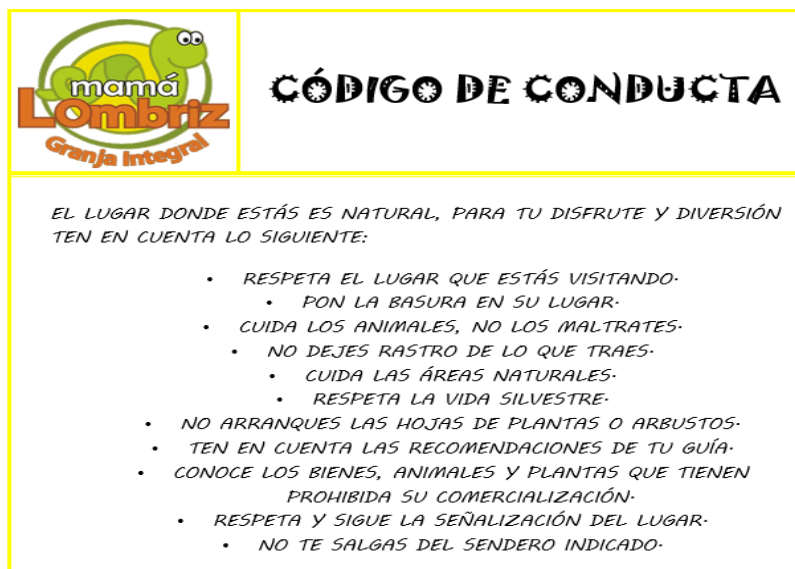 mamá
Lombriz
Granja Integral
CÓDIGO DE CONDUCTA
EL LUGAR DONDE ESTÁS ES NATURAL, PARA TU DISFRUTE Y DIVERSIÓN
TEN EN CUENTA LO SIGUIENTE:
• RESPETA EL LUGAR QUE ESTÁS VISITANDO.
• PON LA BASURA EN SU LUGAR.
• CUIDA LOS ANIMALES, NO LOS MALTRATES.
• NO DEJES RASTRO DE LO QUE TRAES.
• CUIDA LAS ÁREAS NATURALES.
• RESPETA LA VIDA SILVESTRE.
• NO ARRANQUES LAS HOJAS DE PLANTAS O ARBUSTOS.
• TEN EN CUENTA LAS RECOMENDACIONES DE TU GUÍA.
• CONOCE LOS BIENES, ANIMALES Y PLANTAS QUE TIENEN
PROHIBIDA SU COMERCIALIZACIÓN.
• RESPETA Y SIGUE LA SEÑALIZACIÓN DEL LUGAR.
• NO TE SALGAS DEL SENDERO INDICADO.